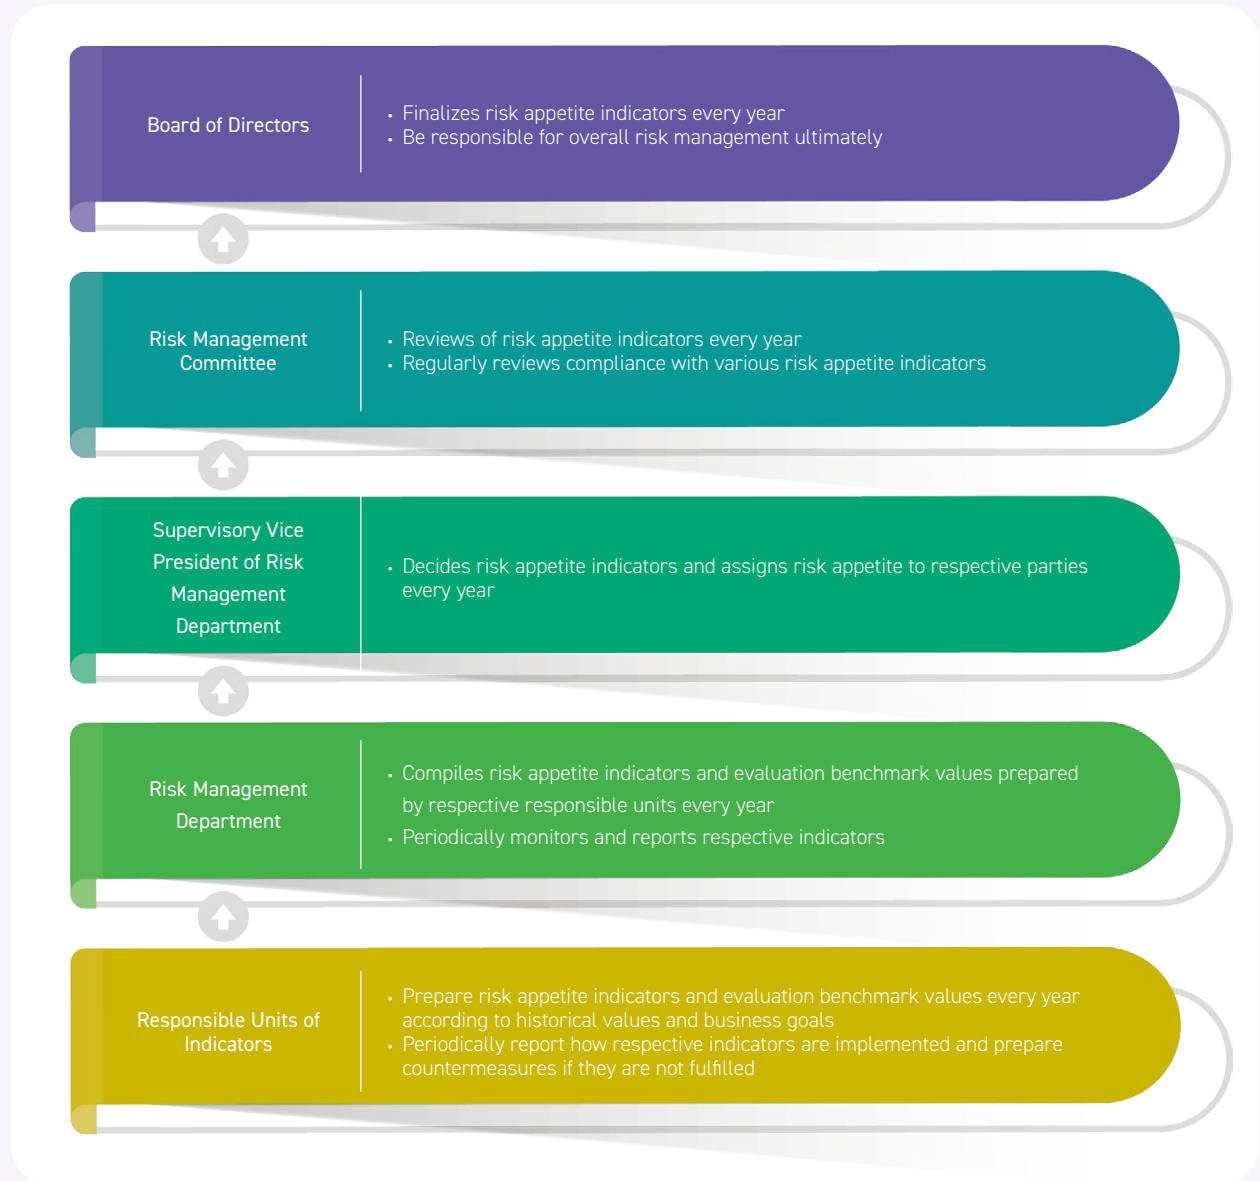 Board of Directors
• Finalizes risk appetite indicators every year
• Be responsible for overall risk management ultimately
Risk Management
Committee
• Reviews of risk appetite indicators every year
• Regularly reviews compliance with various risk appetite indicators
Supervisory Vice
President of Risk
Management
Department
• Decides risk appetite indicators and assigns risk appetite to respective parties
every year
Risk Management
Department
• Compiles risk appetite indicators and evaluation benchmark values prepared
by respective responsible units every year
• Periodically monitors and reports respective indicators
Responsible Units of
Indicators
• Prepare risk appetite indicators and evaluation benchmark values every year
according to historical values and business goals
• Periodically report how respective indicators are implemented and prepare
countermeasures if they are not fulfilled